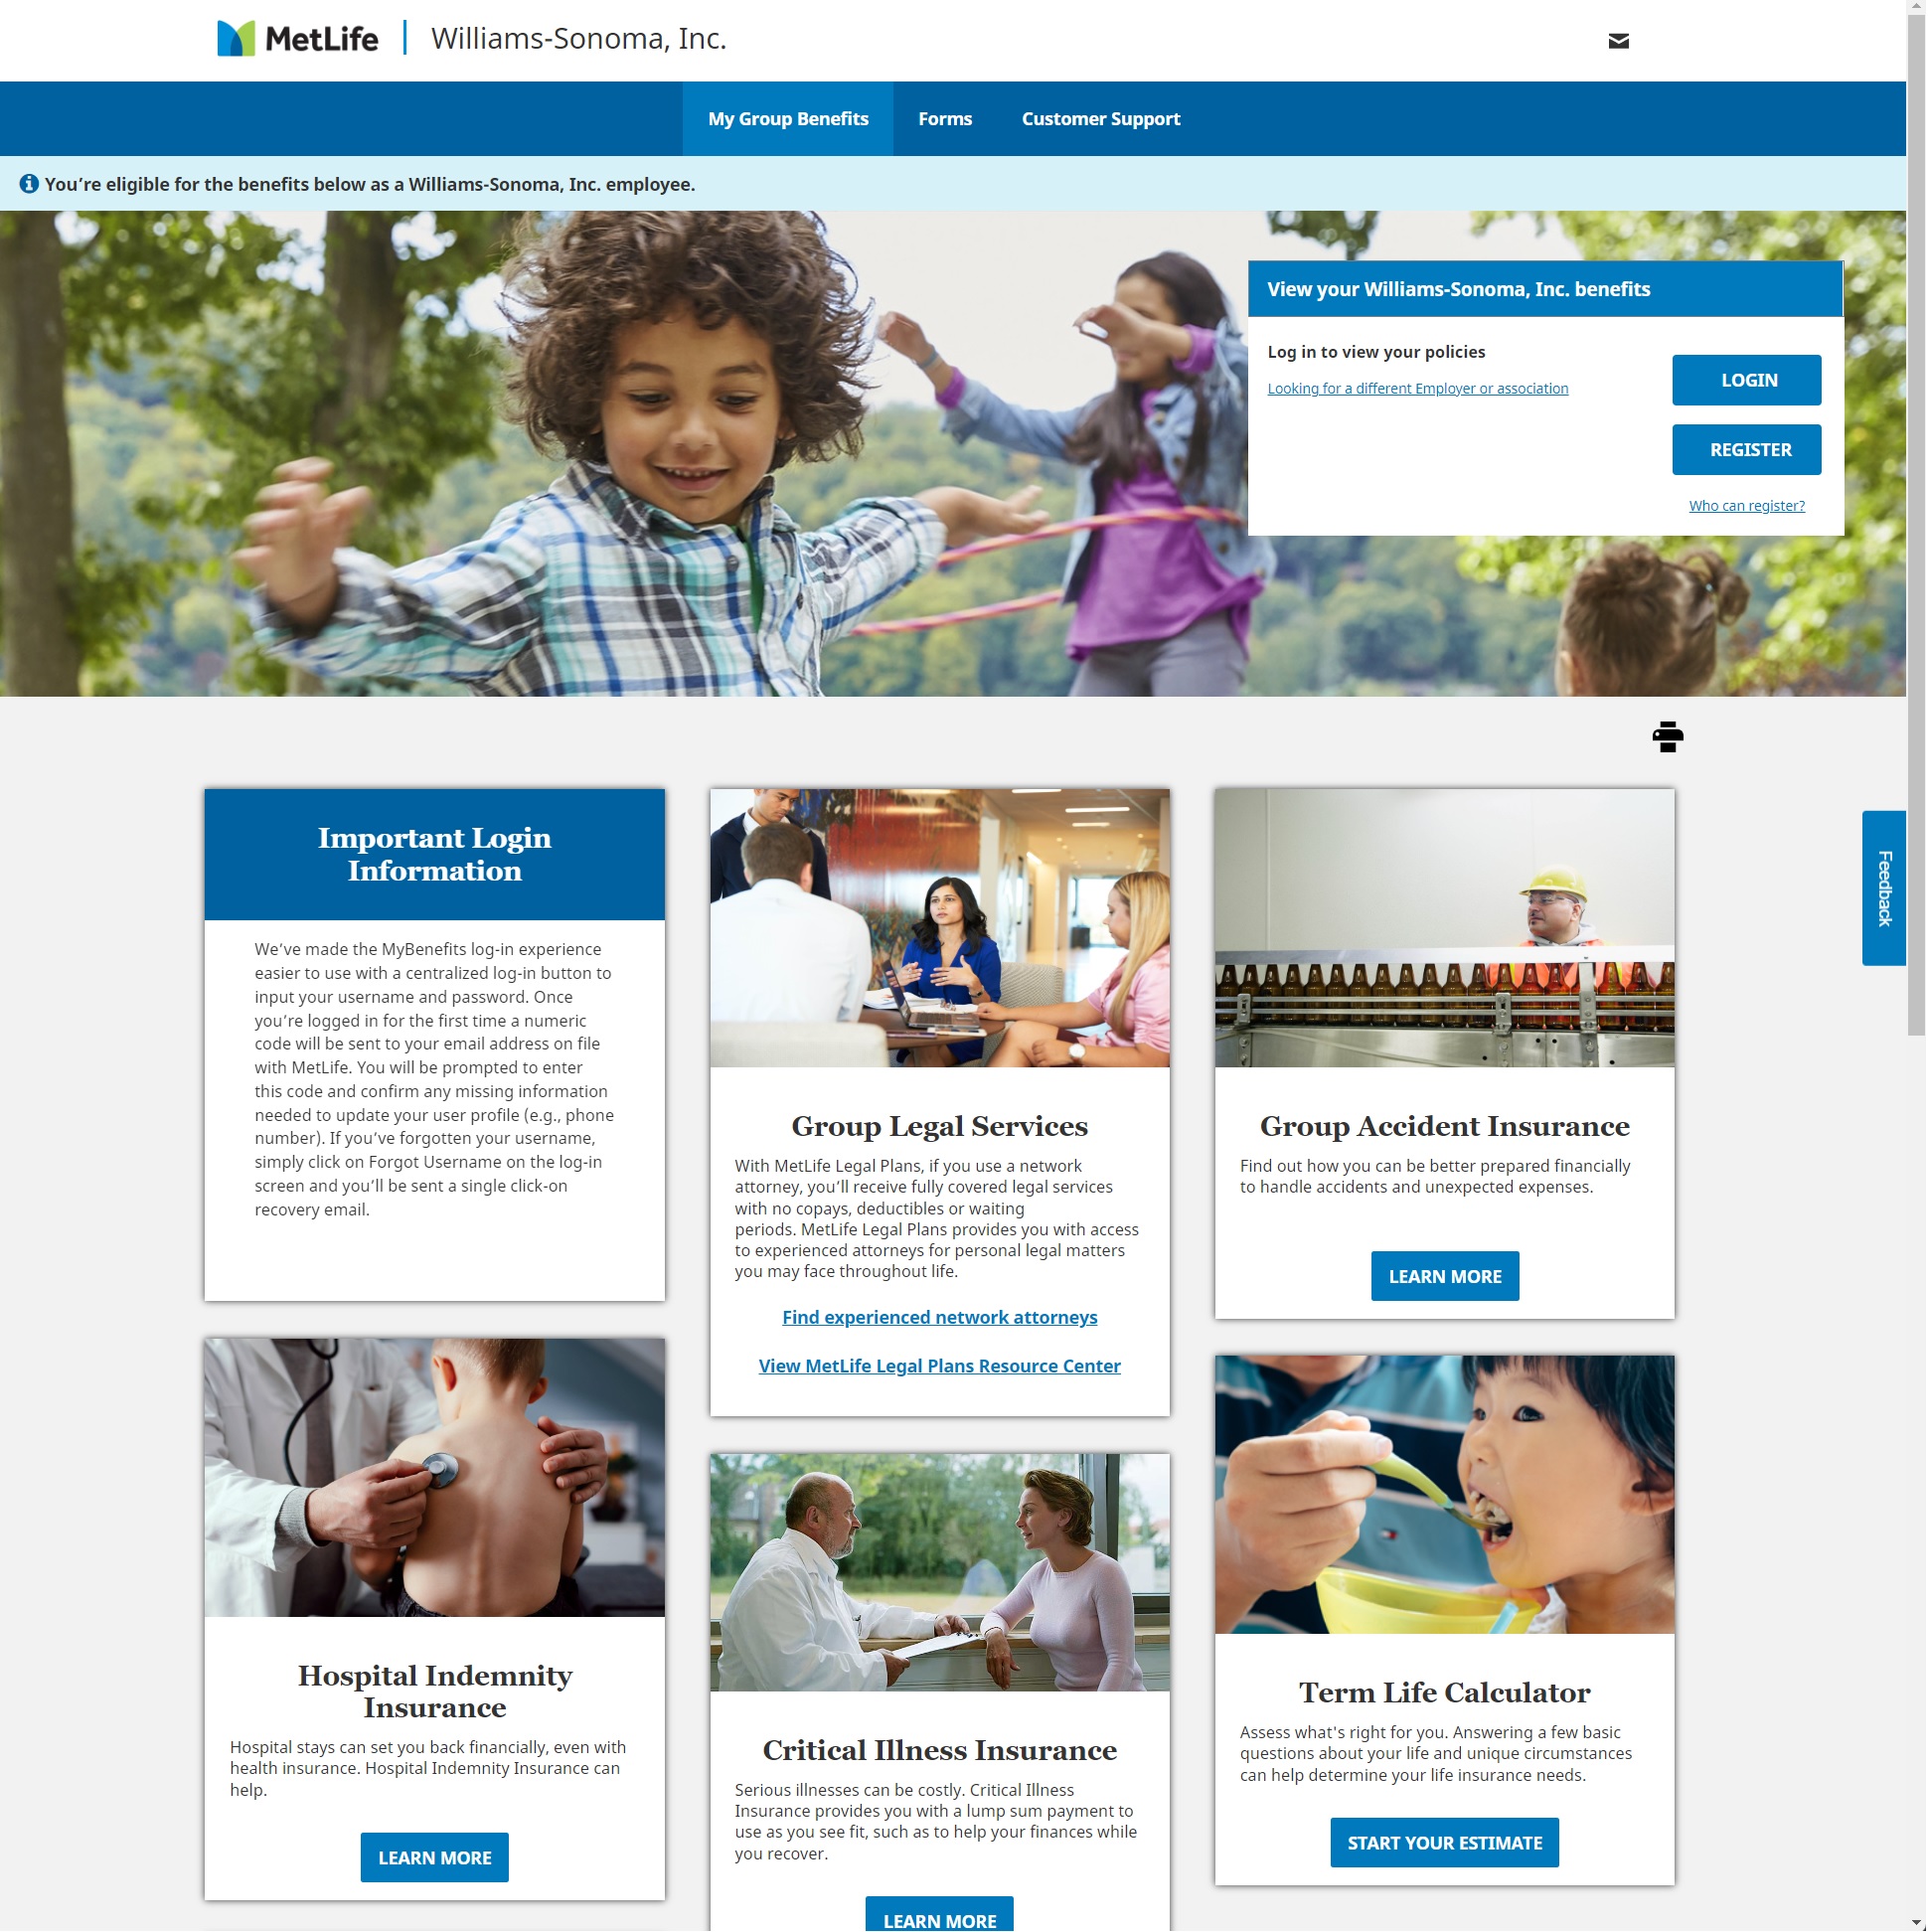 MetLife
Williams-Sonoma, Inc.
My Group Benefits
Forms
Customer Support
You’re eligible for the benefits below as a Williams-Sonoma, Inc. employee.
View your Williams-Sonoma, Inc. benefits
Log in to view your policies
Looking for a different Employer or association
LOGIN
REGISTER
Who can register?
Feedback
Important Login
Information
We’ve made the MyBenefits log-in experience
easier to use with a centralized log-in button to
input your username and password. Once
you’re logged in for the first time a numeric
code will be sent to your email address on file
with MetLife. You will be prompted to enter
this code and confirm any missing information
needed to update your user profile (e.g., phone
number). If you’ve forgotten your username,
simply click on Forgot Username on the log-in
screen and you’ll be sent a single click-on
recovery email.
Group Legal Services
With MetLife Legal Plans, if you use a network
attorney, you’ll receive fully covered legal services
with no copays, deductibles or waiting
periods. MetLife Legal Plans provides you with access
to experienced attorneys for personal legal matters
you may face throughout life.
Find experienced network attorneys
View MetLife Legal Plans Resource Center
Group Accident Insurance
Find out how you can be better prepared financially
to handle accidents and unexpected expenses.
LEARN MORE
Hospital Indemnity
Insurance
Hospital stays can set you back financially, even with
health insurance. Hospital Indemnity Insurance can
help.
LEARN MORE
Critical Illness Insurance
Serious illnesses can be costly. Critical Illness
Insurance provides you with a lump sum payment to
use as you see fit, such as to help your finances while
you recover.
LEARN MORE
Term Life Calculator
Assess what's right for you. Answering a few basic
questions about your life and unique circumstances
can help determine your life insurance needs.
START YOUR ESTIMATE